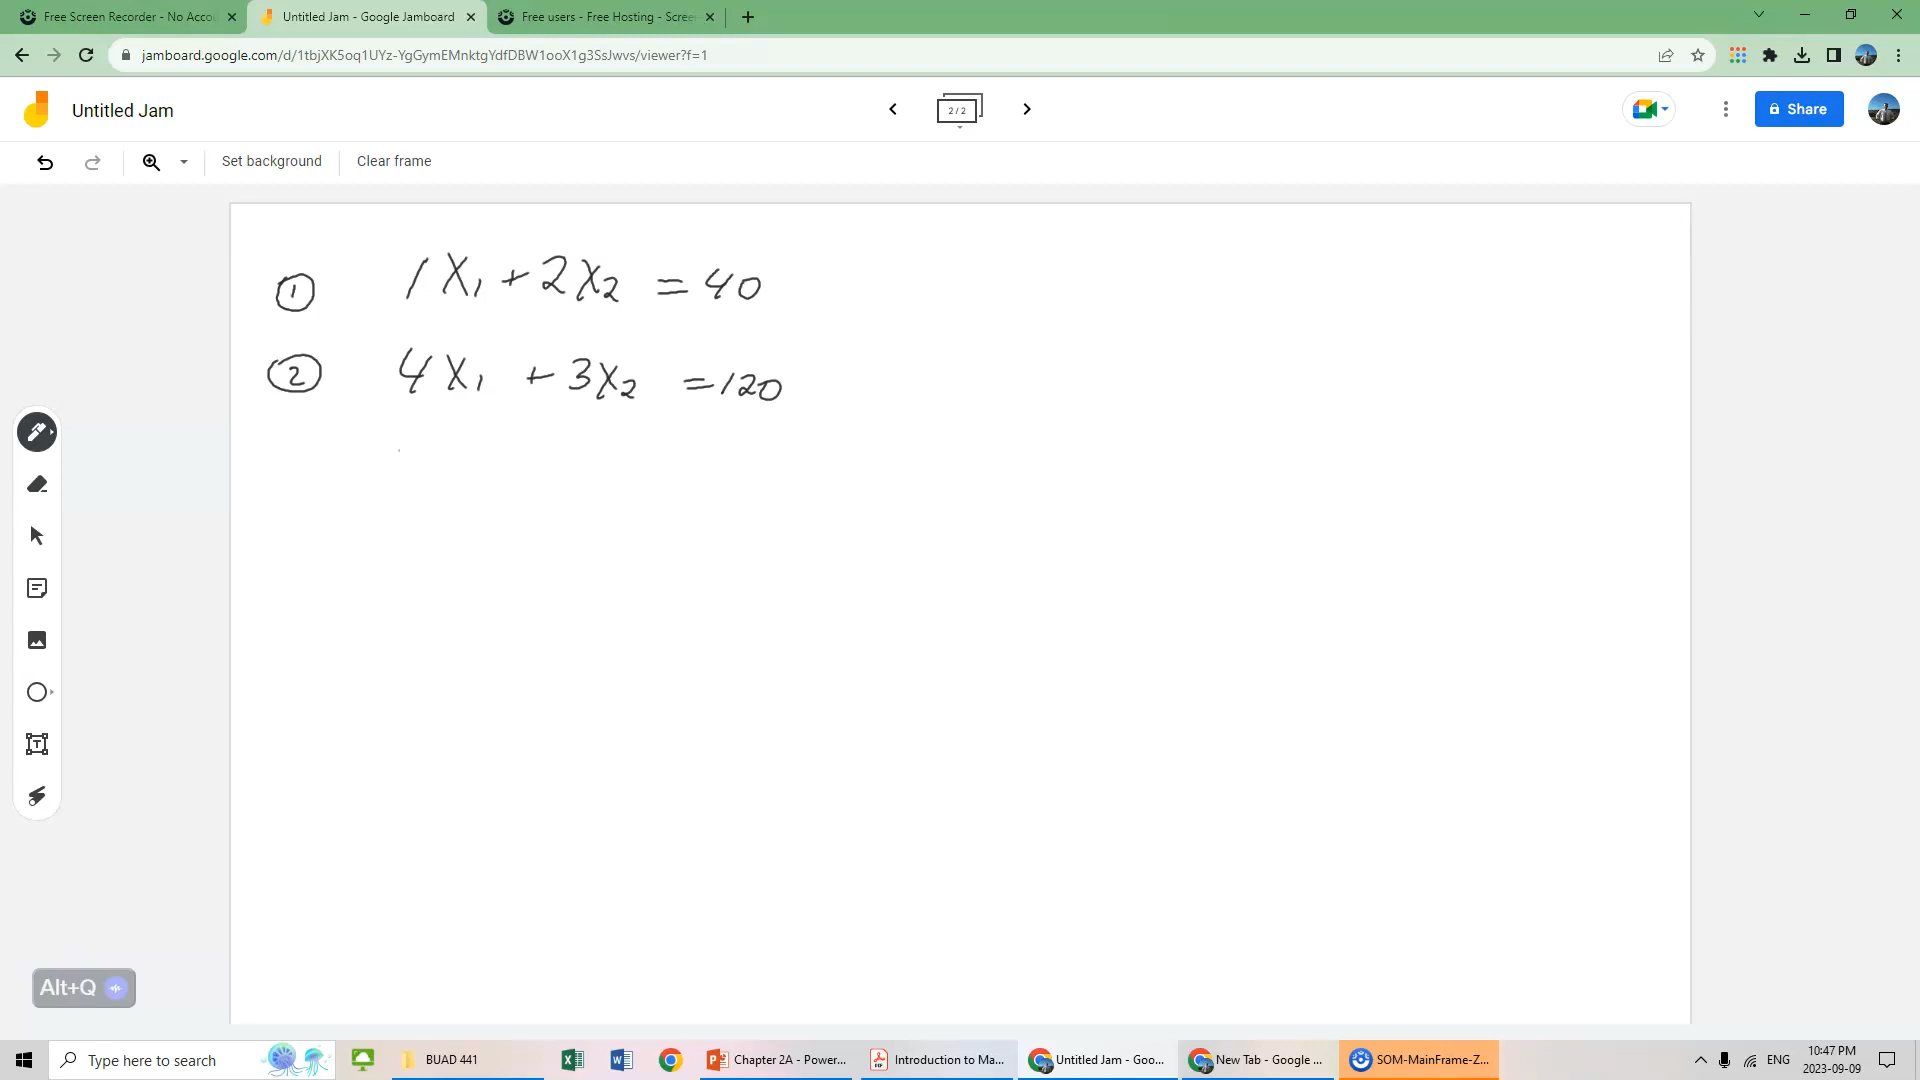 Free Screen Recorder - No Accou
Untitled Jam - Google Jamboard
Free users - Free Hosting - Scree
jamboard.google.com/d/1tbjXK5oq1UYz-YgGymEMnktgYdfDBW1ooX1g3SsJwvs/viewer?f=1
Untitled Jam
2 / 2
Share
Set background
Clear frame
① 1X₁ + 2X₂ = 40
② 4X₁ + 3X₂ = 120
Alt+Q
Type here to search
BUAD 441
Chapter 2A - Power...
Introduction to Ma...
Untitled Jam - Goo...
New Tab - Google ...
SOM-MainFrame-Z...
ENG
10:47 PM
2023-09-09